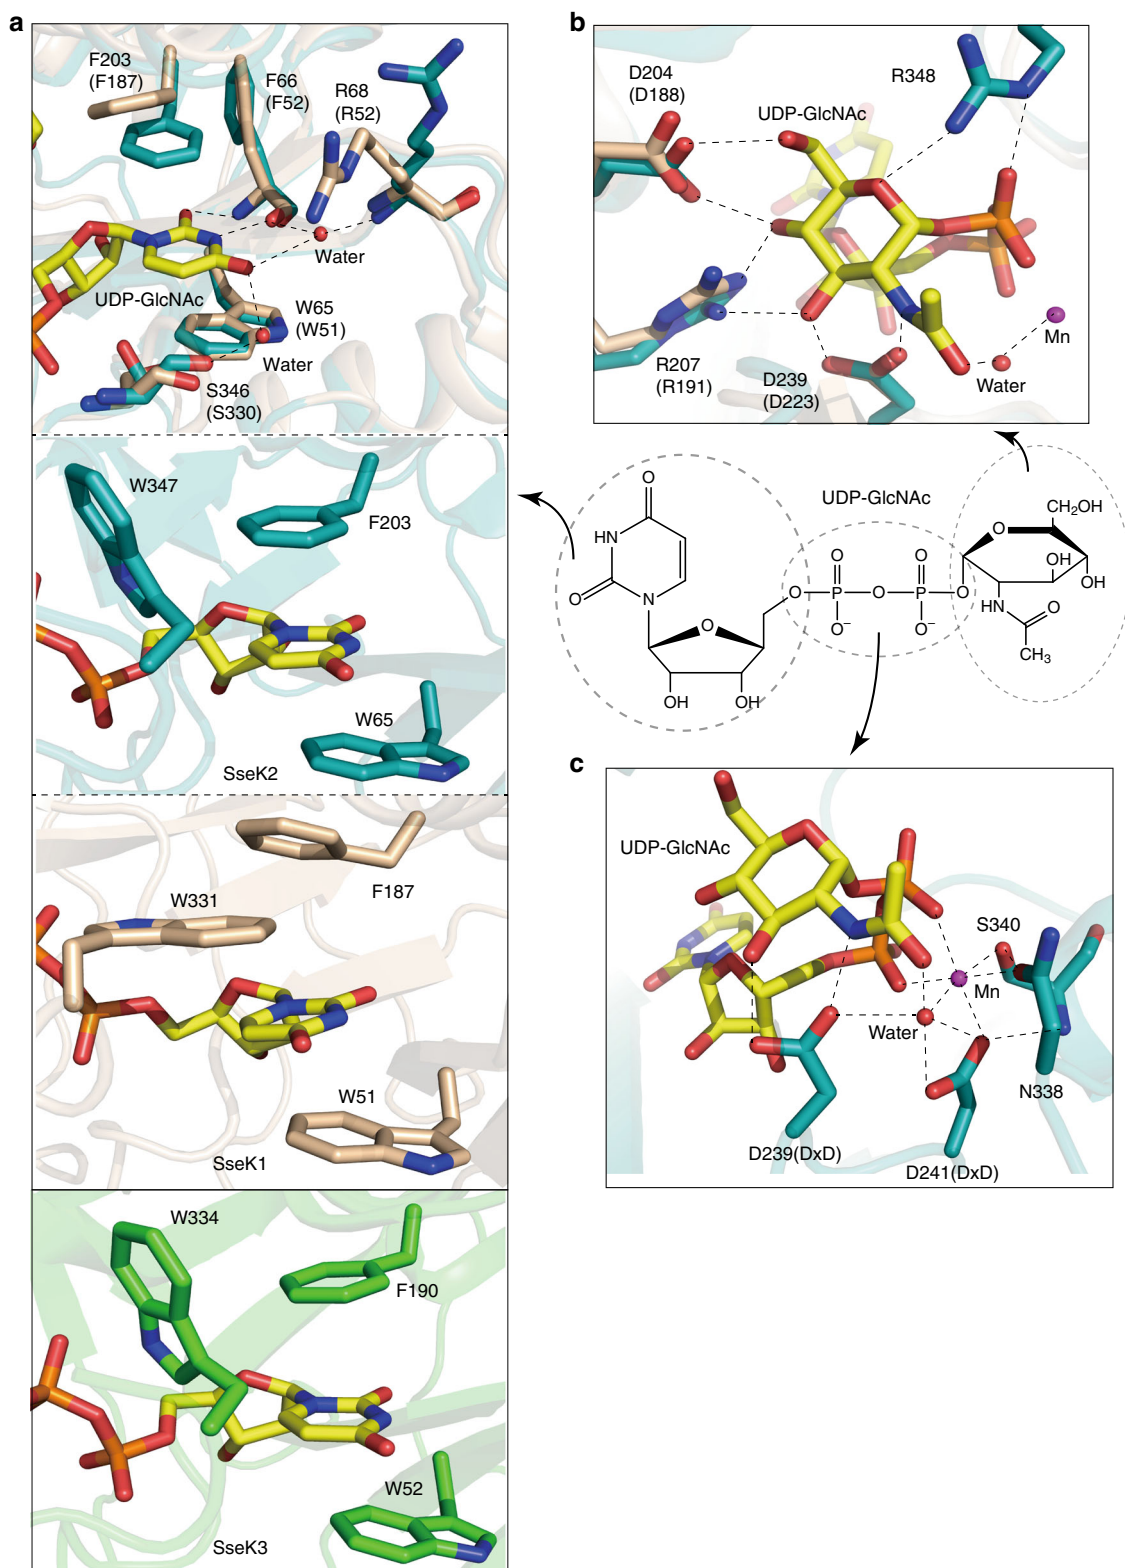 a
F203
(F187)
F66
(F52)
R68
(R52)
Water
UDP-GlcNAc
W65
(W51)
Water
S346
(S330)
W347
F203
W65
SseK2
F187
W331
W51
SseK1
W334
F190
W52
SseK3
b
D204
(D188)
UDP-GlcNAc
R348
R207
(R191)
D239
(D223)
Water
Mn
UDP-GlcNAc
O
NH
O
N
O
OH
OH
O
P
O
O−
O
P
O
O−
O
O
CH2OH
OH
OH
HN
O
CH3
c
UDP-GlcNAc
S340
Mn
Water
N338
D239(DxD)
D241(DxD)